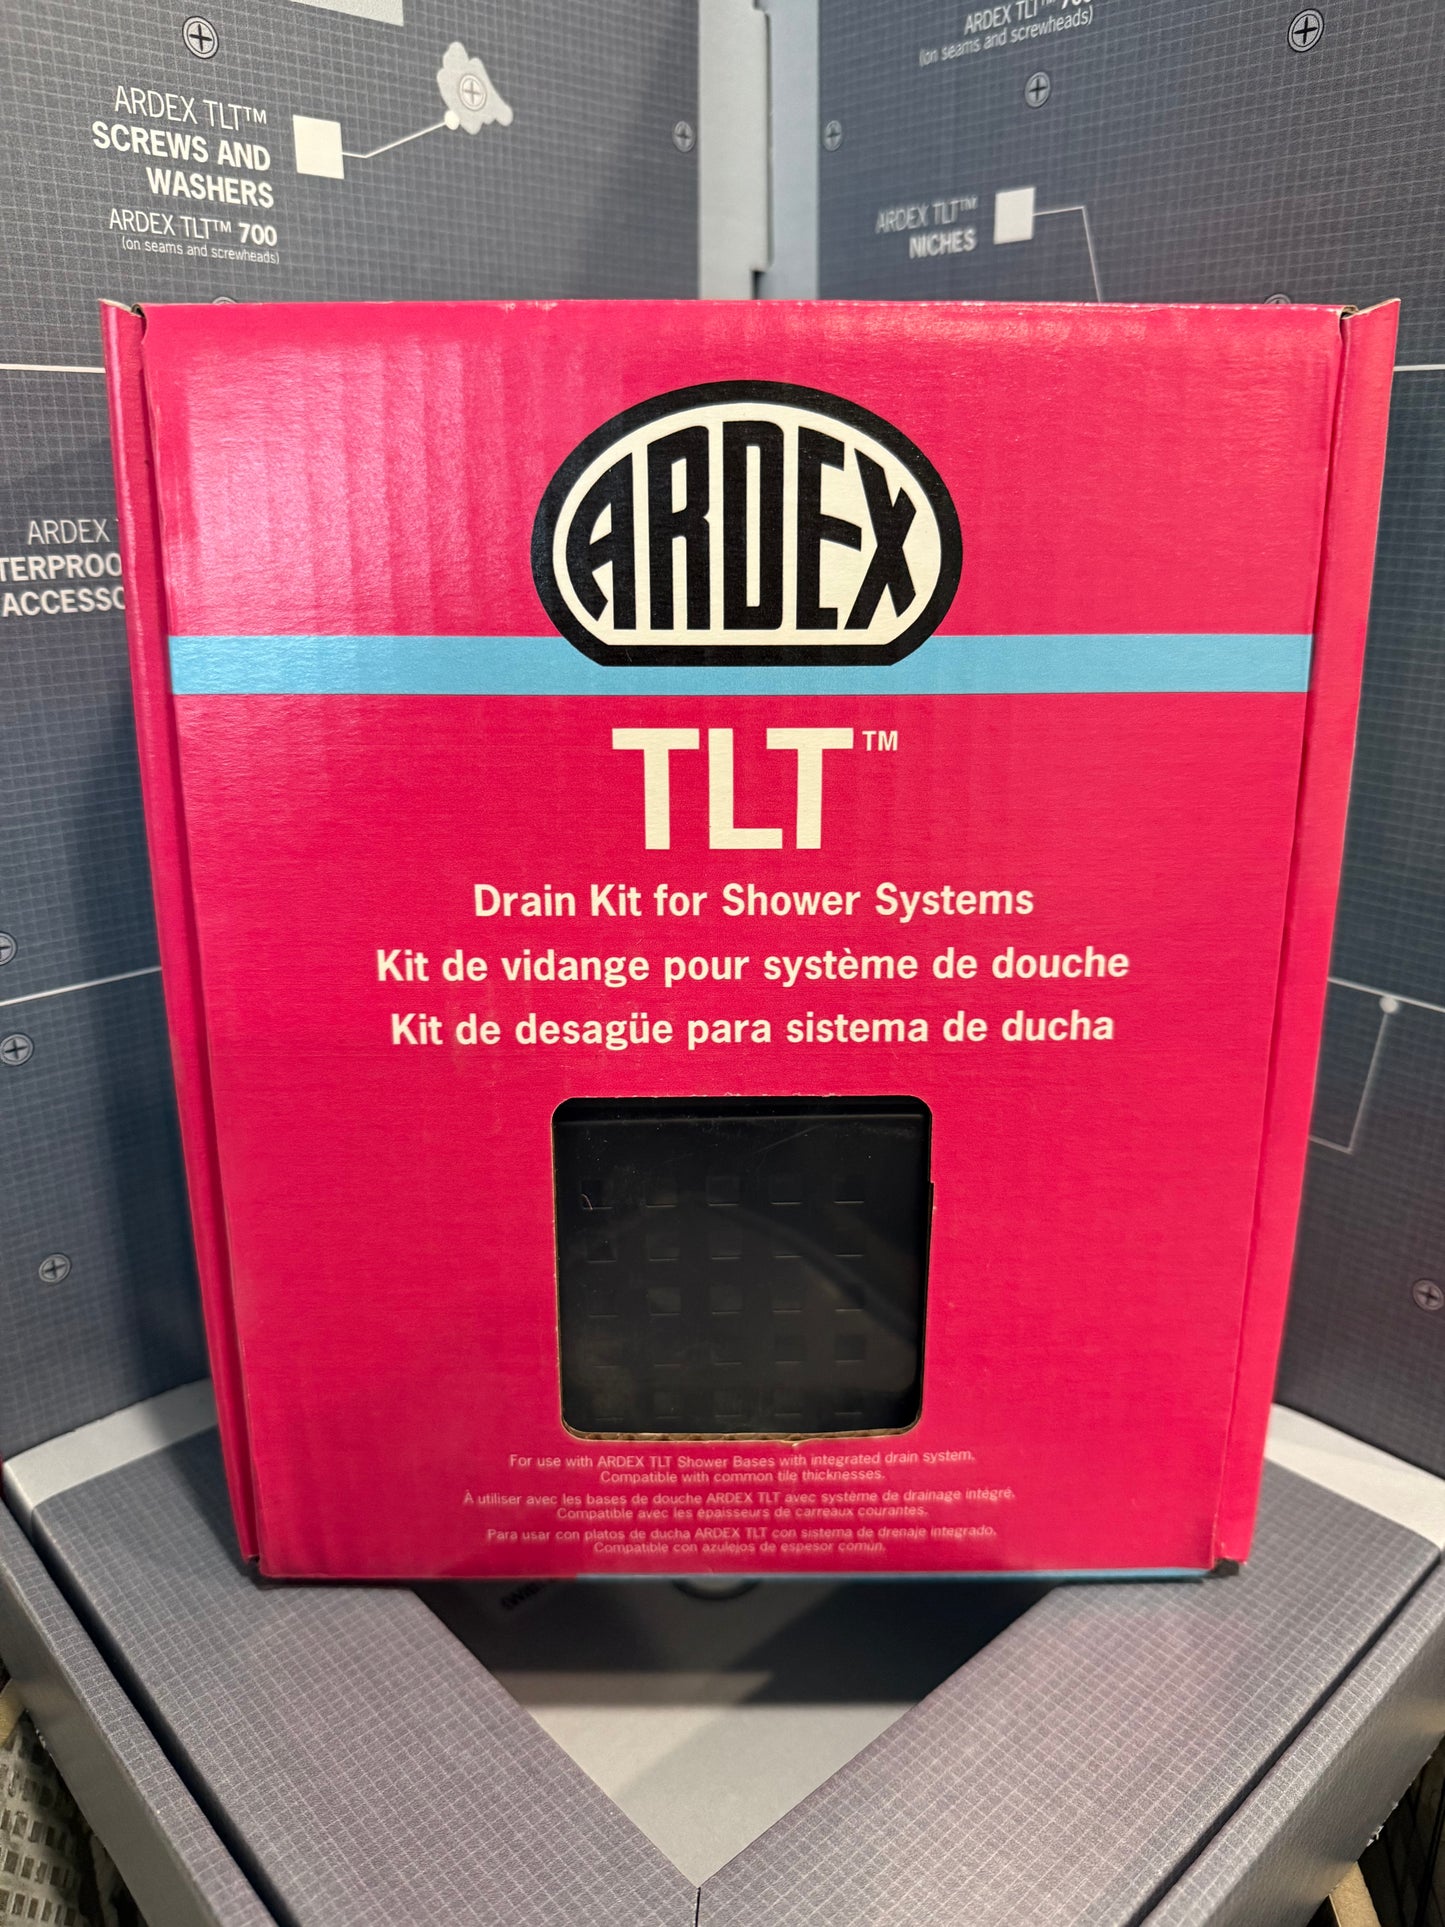 ARDEX TLT™ 700
(on seams and screwheads)
ARDEX TLT™
SCREWS AND
WASHERS
ARDEX TLT™ 700
(on seams and screwheads)
ARDEX TLT™
NICHES
ARDEX
ARDEX
TLT™
Drain Kit for Shower Systems
Kit de vidange pour système de douche
Kit de desagüe para sistema de ducha
For use with ARDEX TLT Shower Bases with integrated drain system.
Compatible with common tile thicknesses.
À utiliser avec les bases de douche ARDEX TLT avec système de drainage intégré.
Compatible avec les épaisseurs de carreaux courantes.
Para usar con platos de ducha ARDEX TLT con sistema de drenaje integrado.
Compatible con azulejos de espesor común.